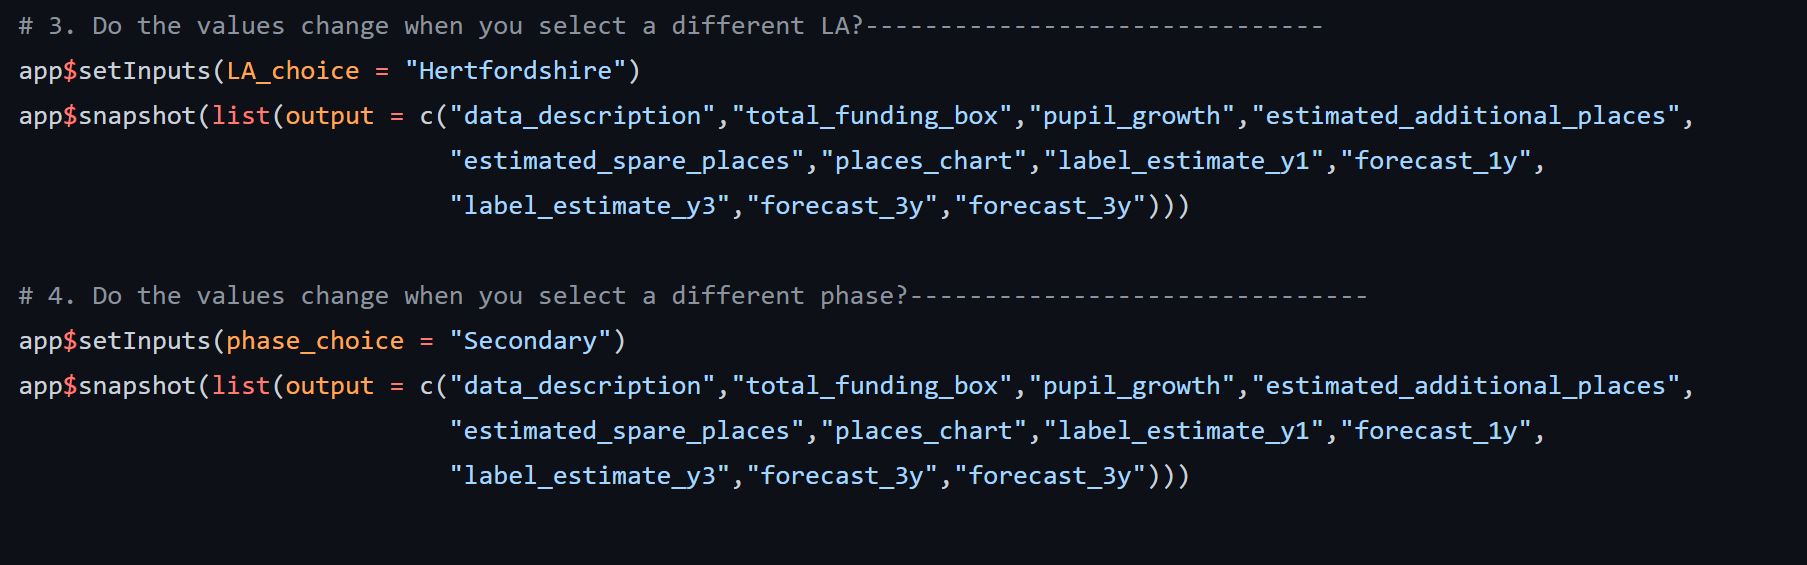 # 3. Do the values change when you select a different LA?-------------------------------
app$setInputs(LA_choice = "Hertfordshire")
app$snapshot(list(output = c("data_description","total_funding_box","pupil_growth","estimated_additional_places",
"estimated_spare_places","places_chart","label_estimate_y1","forecast_1y",
"label_estimate_y3","forecast_3y","forecast_3y")))
# 4. Do the values change when you select a different phase?-------------------------------
app$setInputs(phase_choice = "Secondary")
app$snapshot(list(output = c("data_description","total_funding_box","pupil_growth","estimated_additional_places",
"estimated_spare_places","places_chart","label_estimate_y1","forecast_1y",
"label_estimate_y3","forecast_3y","forecast_3y")))